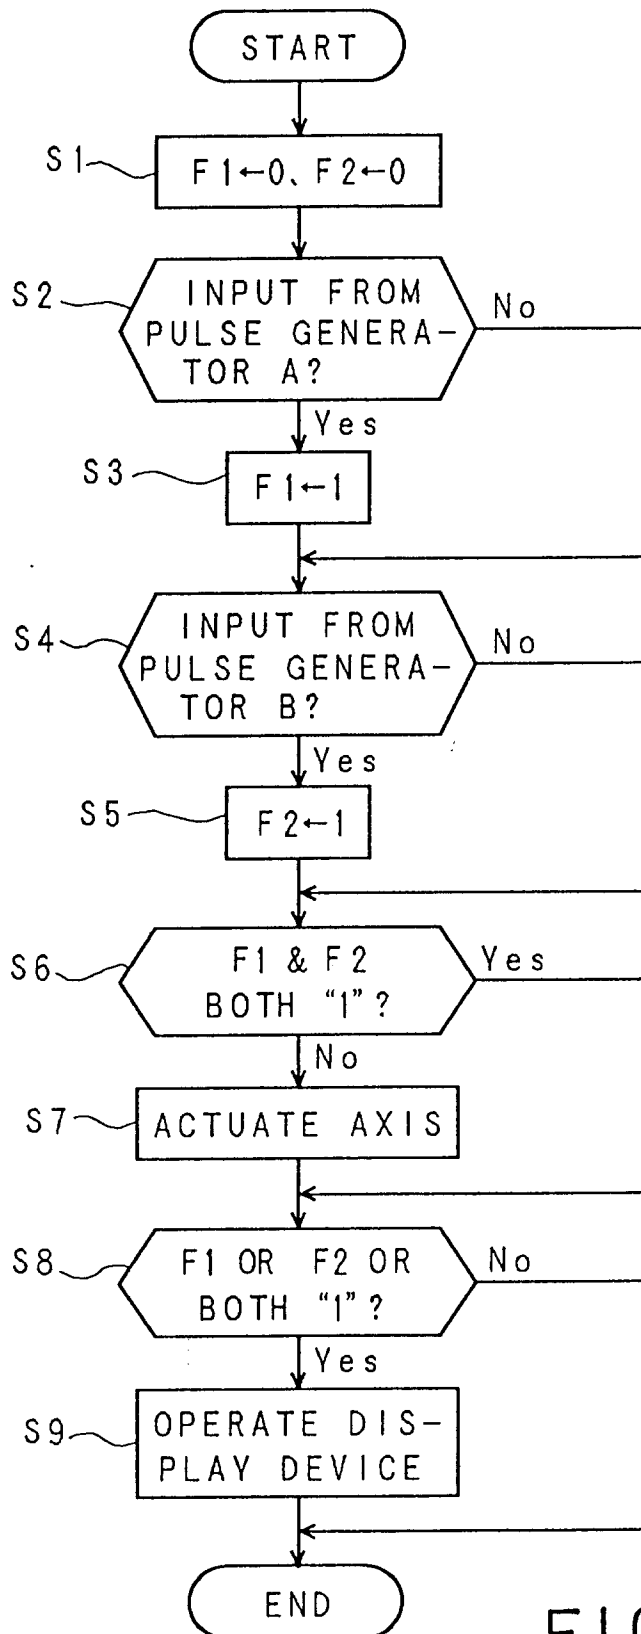 START
S1
F1←0、F2←0
S2
INPUT FROM
PULSE GENERA-
TOR A?
No
Yes
S3
F1←1
S4
INPUT FROM
PULSE GENERA-
TOR B?
No
Yes
S5
F2←1
S6
F1 & F2
BOTH “1”?
Yes
No
S7
ACTUATE AXIS
S8
F1 OR F2 OR
BOTH “1”?
No
Yes
S9
OPERATE DIS-
PLAY DEVICE
END